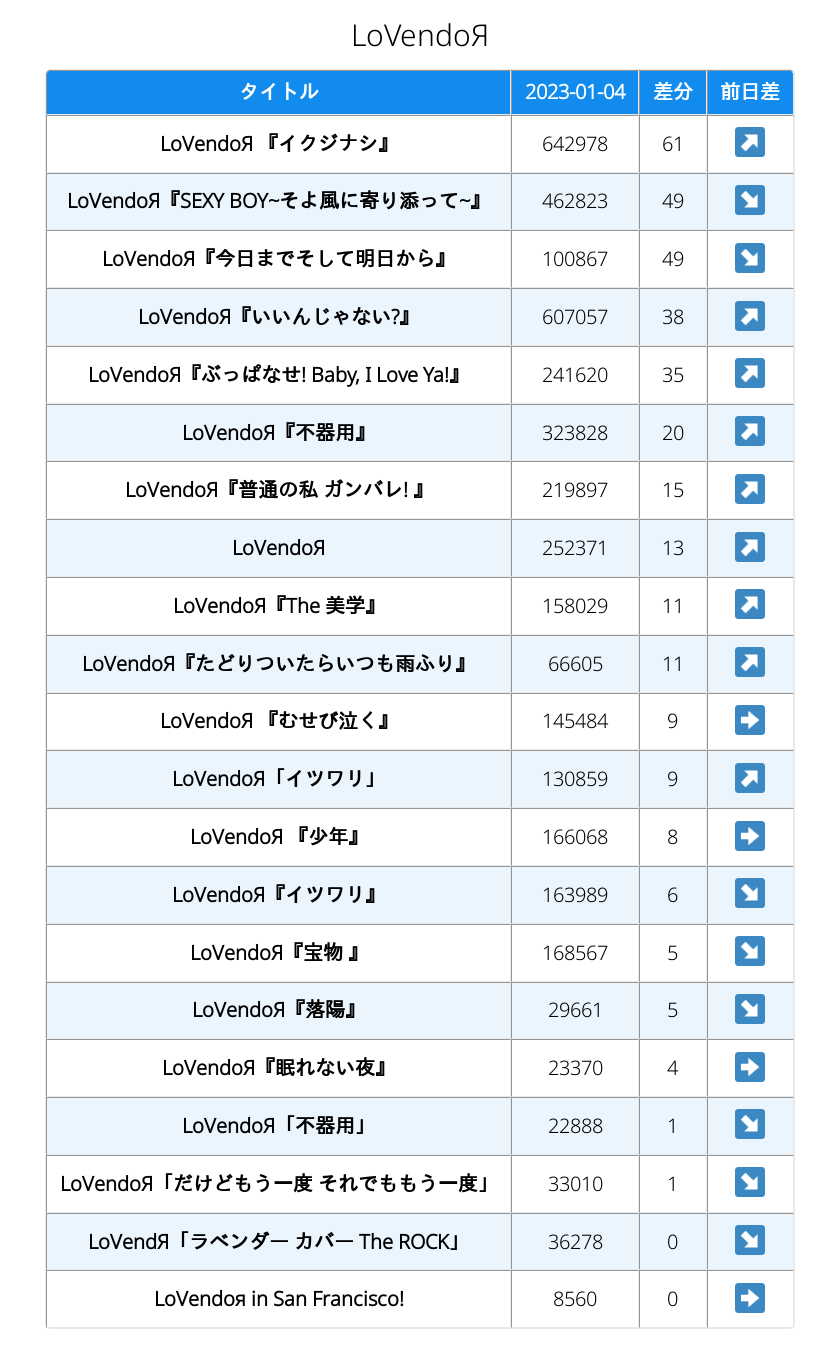 LoVendoЯ
タイトル 2023-01-04 差分 前日差
LoVendoЯ 『イクジナシ』 642978 61 ↗
LoVendoЯ『SEXY BOY~そよ風に寄り添って~』 462823 49 ↘
LoVendoЯ『今日までそして明日から』 100867 49 ↘
LoVendoЯ『いいんじゃない?』 607057 38 ↗
LoVendoЯ『ぶっぱなせ! Baby, I Love Ya!』 241620 35 ↗
LoVendoЯ『不器用』 323828 20 ↗
LoVendoЯ『普通の私 ガンバレ! 』 219897 15 ↗
LoVendoЯ 252371 13 ↗
LoVendoЯ『The 美学』 158029 11 ↗
LoVendoЯ『たどりついたらいつも雨ふり』 66605 11 ↗
LoVendoЯ 『むせび泣く』 145484 9 ➡
LoVendoЯ「イツワリ」 130859 9 ↗
LoVendoЯ 『少年』 166068 8 ➡
LoVendoЯ『イツワリ』 163989 6 ↘
LoVendoЯ『宝物 』 168567 5 ↘
LoVendoЯ『落陽』 29661 5 ↘
LoVendoЯ『眠れない夜』 23370 4 ➡
LoVendoЯ「不器用」 22888 1 ↘
LoVendoЯ「だけどもう一度 それでももう一度」 33010 1 ↘
LoVendЯ「ラベンダー カバー The ROCK」 36278 0 ↘
LoVendoя in San Francisco! 8560 0 ➡